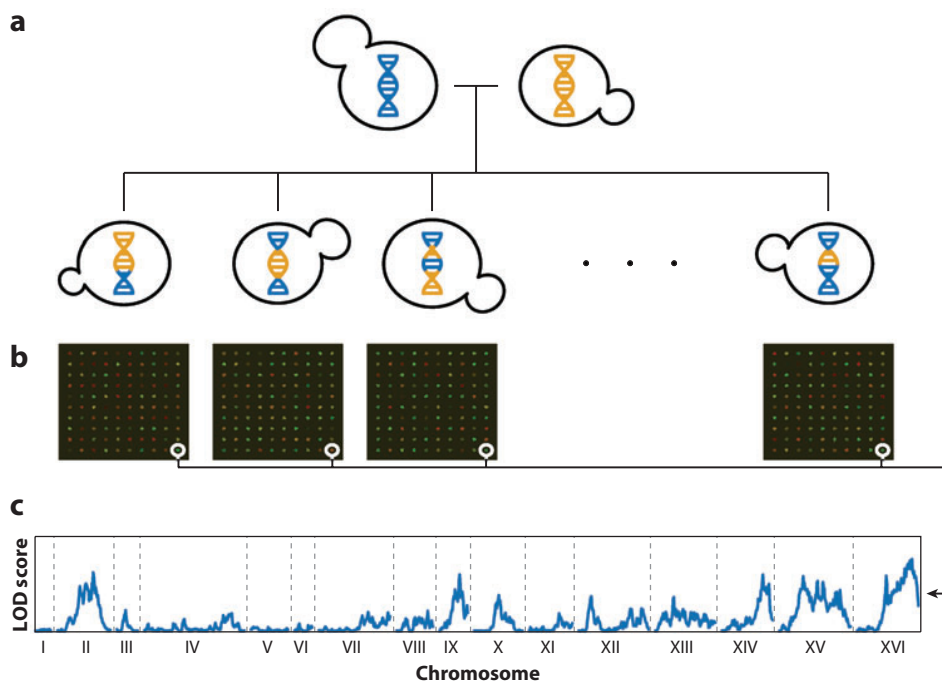 a
b
c
LOD score
I II III IV V VI VII VIII IX X XI XII XIII XIV XV XVI
Chromosome